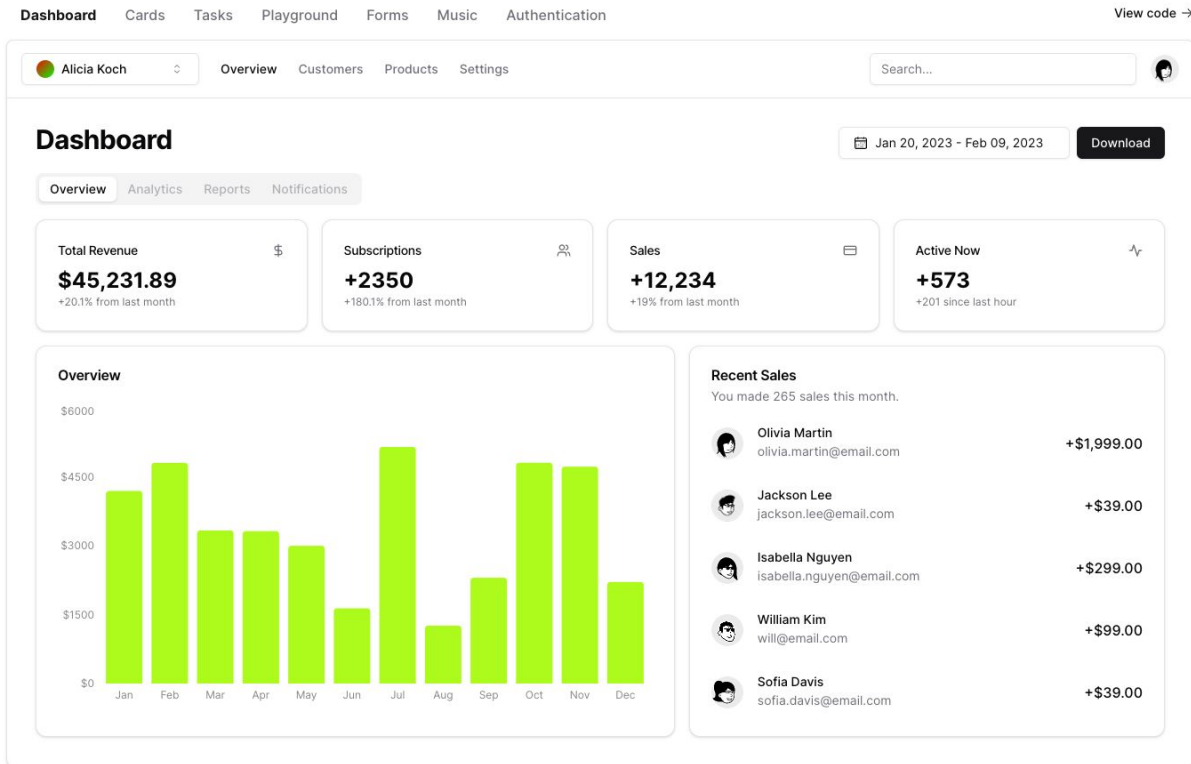 Dashboard Cards Tasks Playground Forms Music Authentication View code →
Alicia Koch Overview Customers Products Settings Search...
Dashboard
Jan 20, 2023 - Feb 09, 2023 Download
Overview Analytics Reports Notifications
Total Revenue $
$45,231.89
+20.1% from last month
Subscriptions
+2350
+180.1% from last month
Sales
+12,234
+19% from last month
Active Now
+573
+201 since last hour
Overview
$6000
$4500
$3000
$1500
$0
Jan Feb Mar Apr May Jun Jul Aug Sep Oct Nov Dec
Recent Sales
You made 265 sales this month.
Olivia Martin
olivia.martin@email.com
+$1,999.00
Jackson Lee
jackson.lee@email.com
+$39.00
Isabella Nguyen
isabella.nguyen@email.com
+$299.00
William Kim
will@email.com
+$99.00
Sofia Davis
sofia.davis@email.com
+$39.00